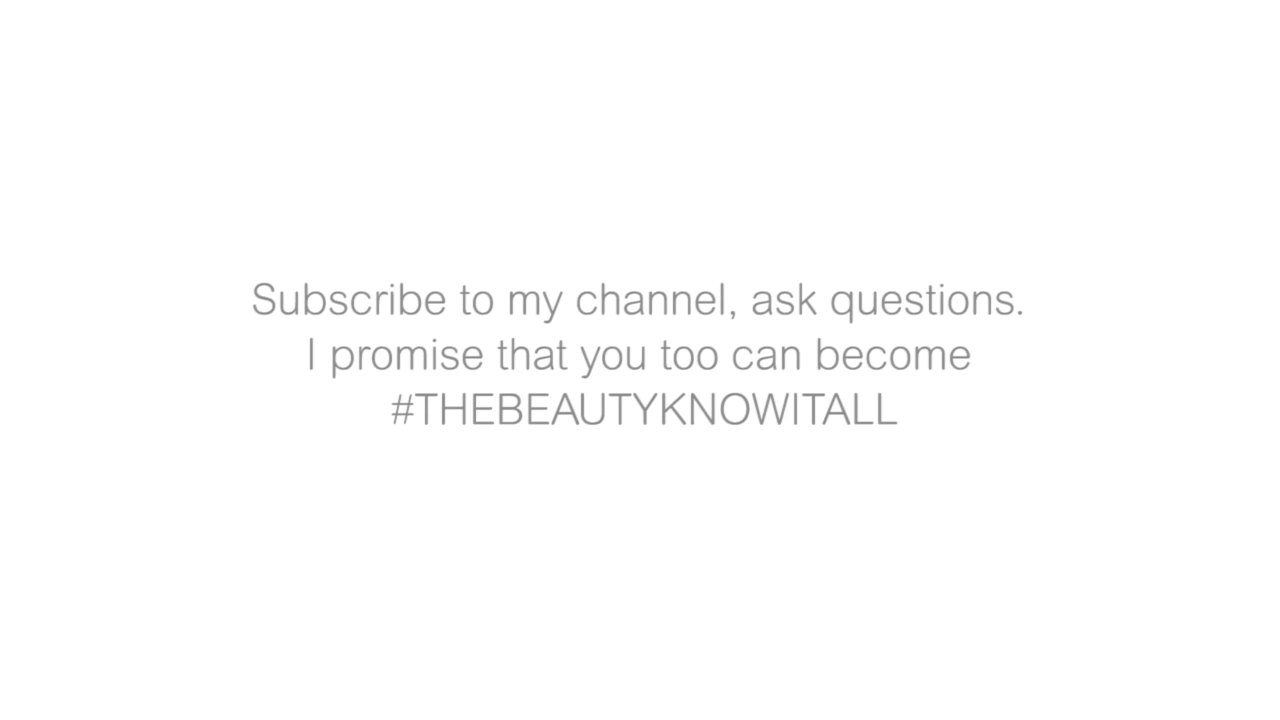 Subscribe to my channel, ask questions.
I promise that you too can become
#THEBEAUTYKNOWITALL